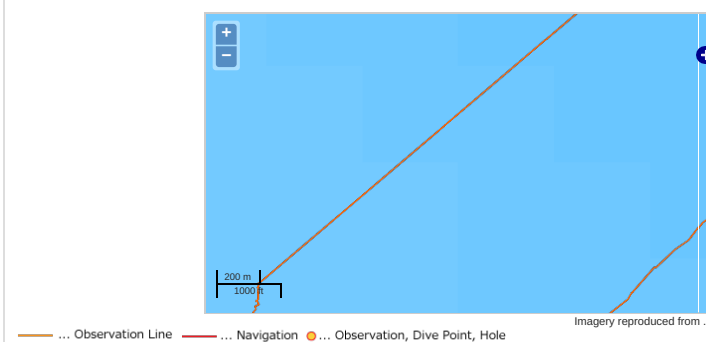 +
−
200 m
1000 ft
Imagery reproduced from .
... Observation Line ... Navigation ... Observation, Dive Point, Hole